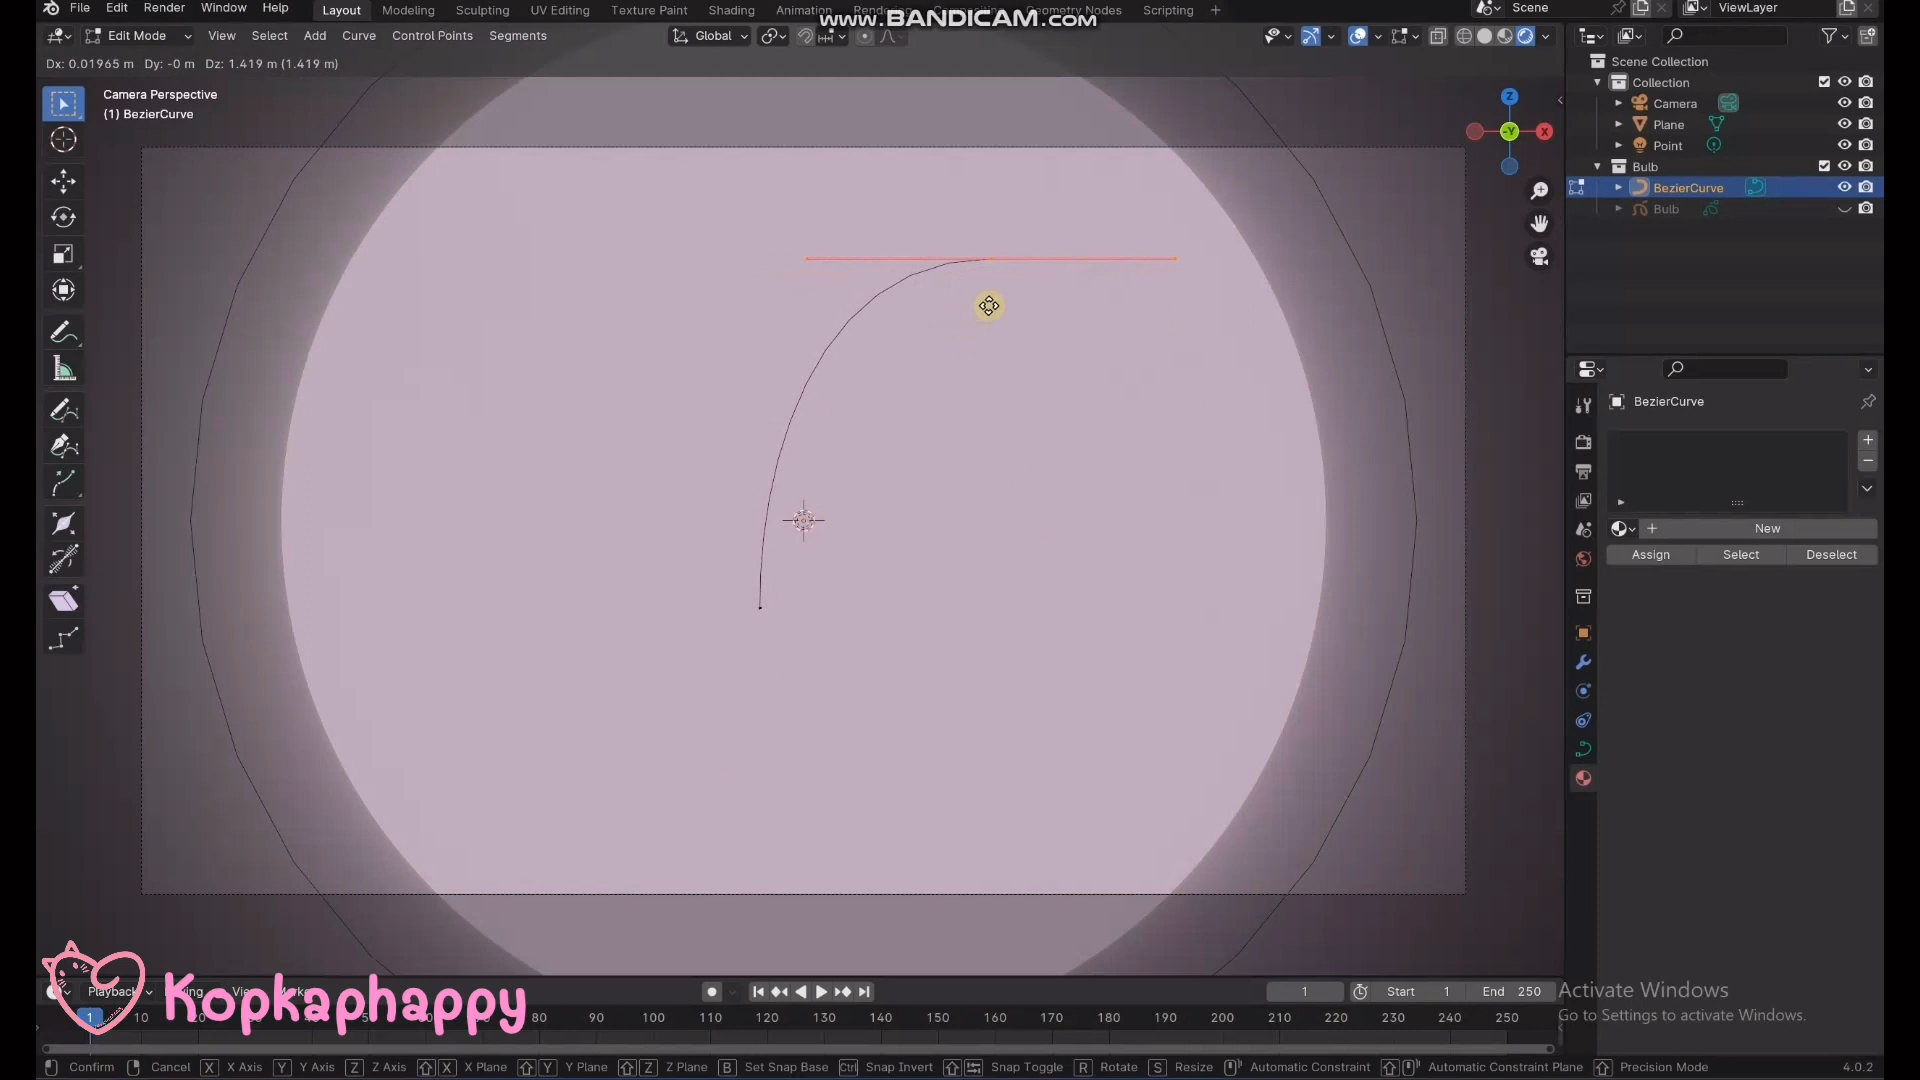 File Edit Render Window Help Layout Modeling Sculpting UV Editing Texture Paint Shading Animation Geometry Nodes Scripting + Scene ViewLayer
www.BANDICAM.com
Edit Mode View Select Add Curve Control Points Segments Global
Dx: 0.01965 m Dy: -0 m Dz: 1.419 m (1.419 m)
Camera Perspective
(1) BezierCurve
Z
-Y
X
Scene Collection
Collection
Camera
Plane
Point
Bulb
BezierCurve
Bulb
BezierCurve
New
Assign Select Deselect
Kopkaphappy
Playback
1 Start 1 End 250
1 10 90 100 110 120 130 140 150 160 170 180 190 200 210 220 230 240 250
Activate Windows
Go to Settings to activate Windows.
Confirm Cancel X X Axis Y Y Axis Z Z Axis X X Plane Y Y Plane Z Z Plane B Set Snap Base Ctrl Snap Invert Snap Toggle R Rotate S Resize Automatic Constraint Automatic Constraint Plane Precision Mode 4.0.2